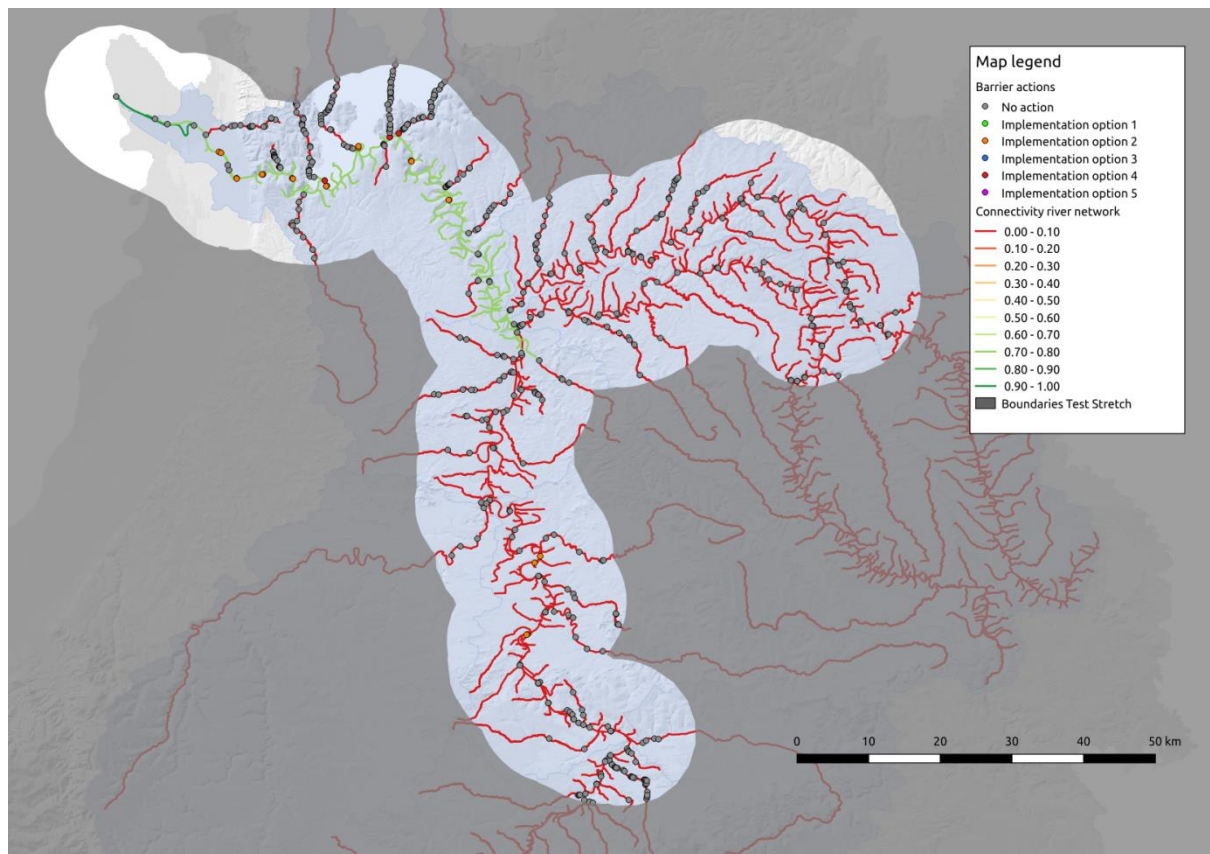 Map legend
Barrier actions
No action
Implementation option 1
Implementation option 2
Implementation option 3
Implementation option 4
Implementation option 5
Connectivity river network
0.00 - 0.10
0.10 - 0.20
0.20 - 0.30
0.30 - 0.40
0.40 - 0.50
0.50 - 0.60
0.60 - 0.70
0.70 - 0.80
0.80 - 0.90
0.90 - 1.00
Boundaries Test Stretch
0 10 20 30 40 50 km